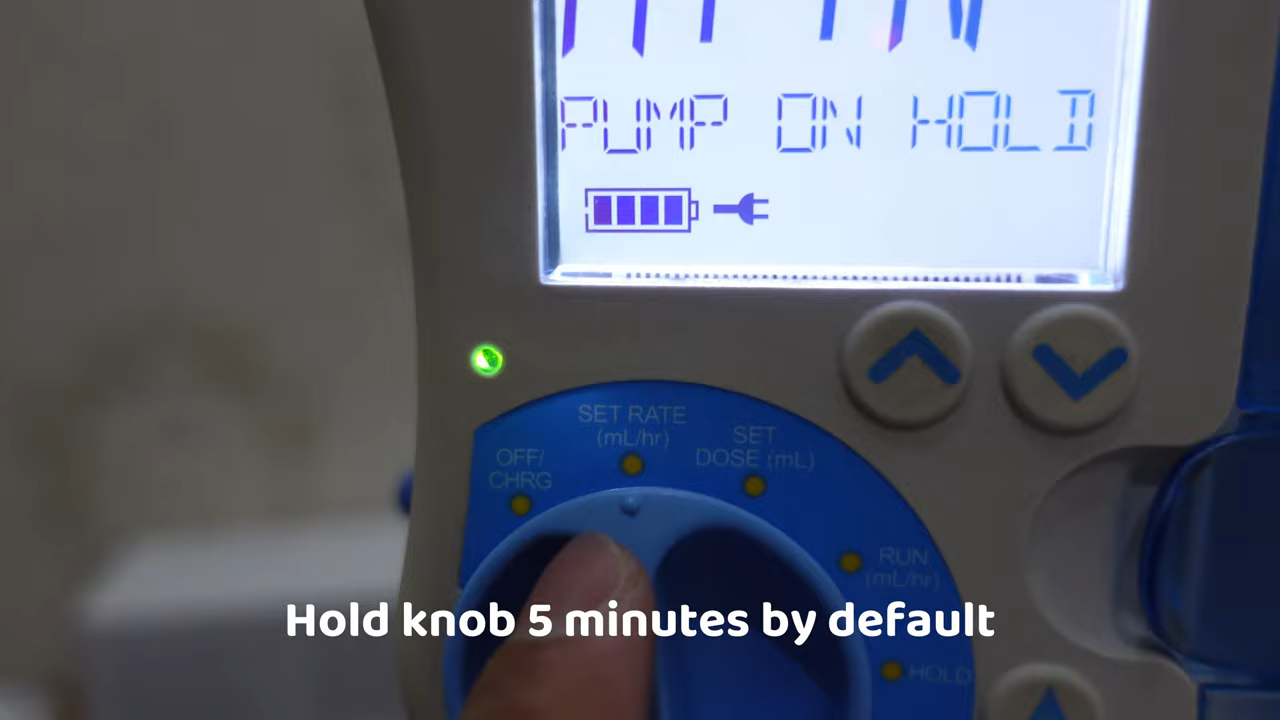 PUMP ON HOLD
SET RATE
(mL/hr)
SET
DOSE (mL)
OFF/
CHRG
RUN
(mL/hr)
HOLD
Hold knob 5 minutes by default